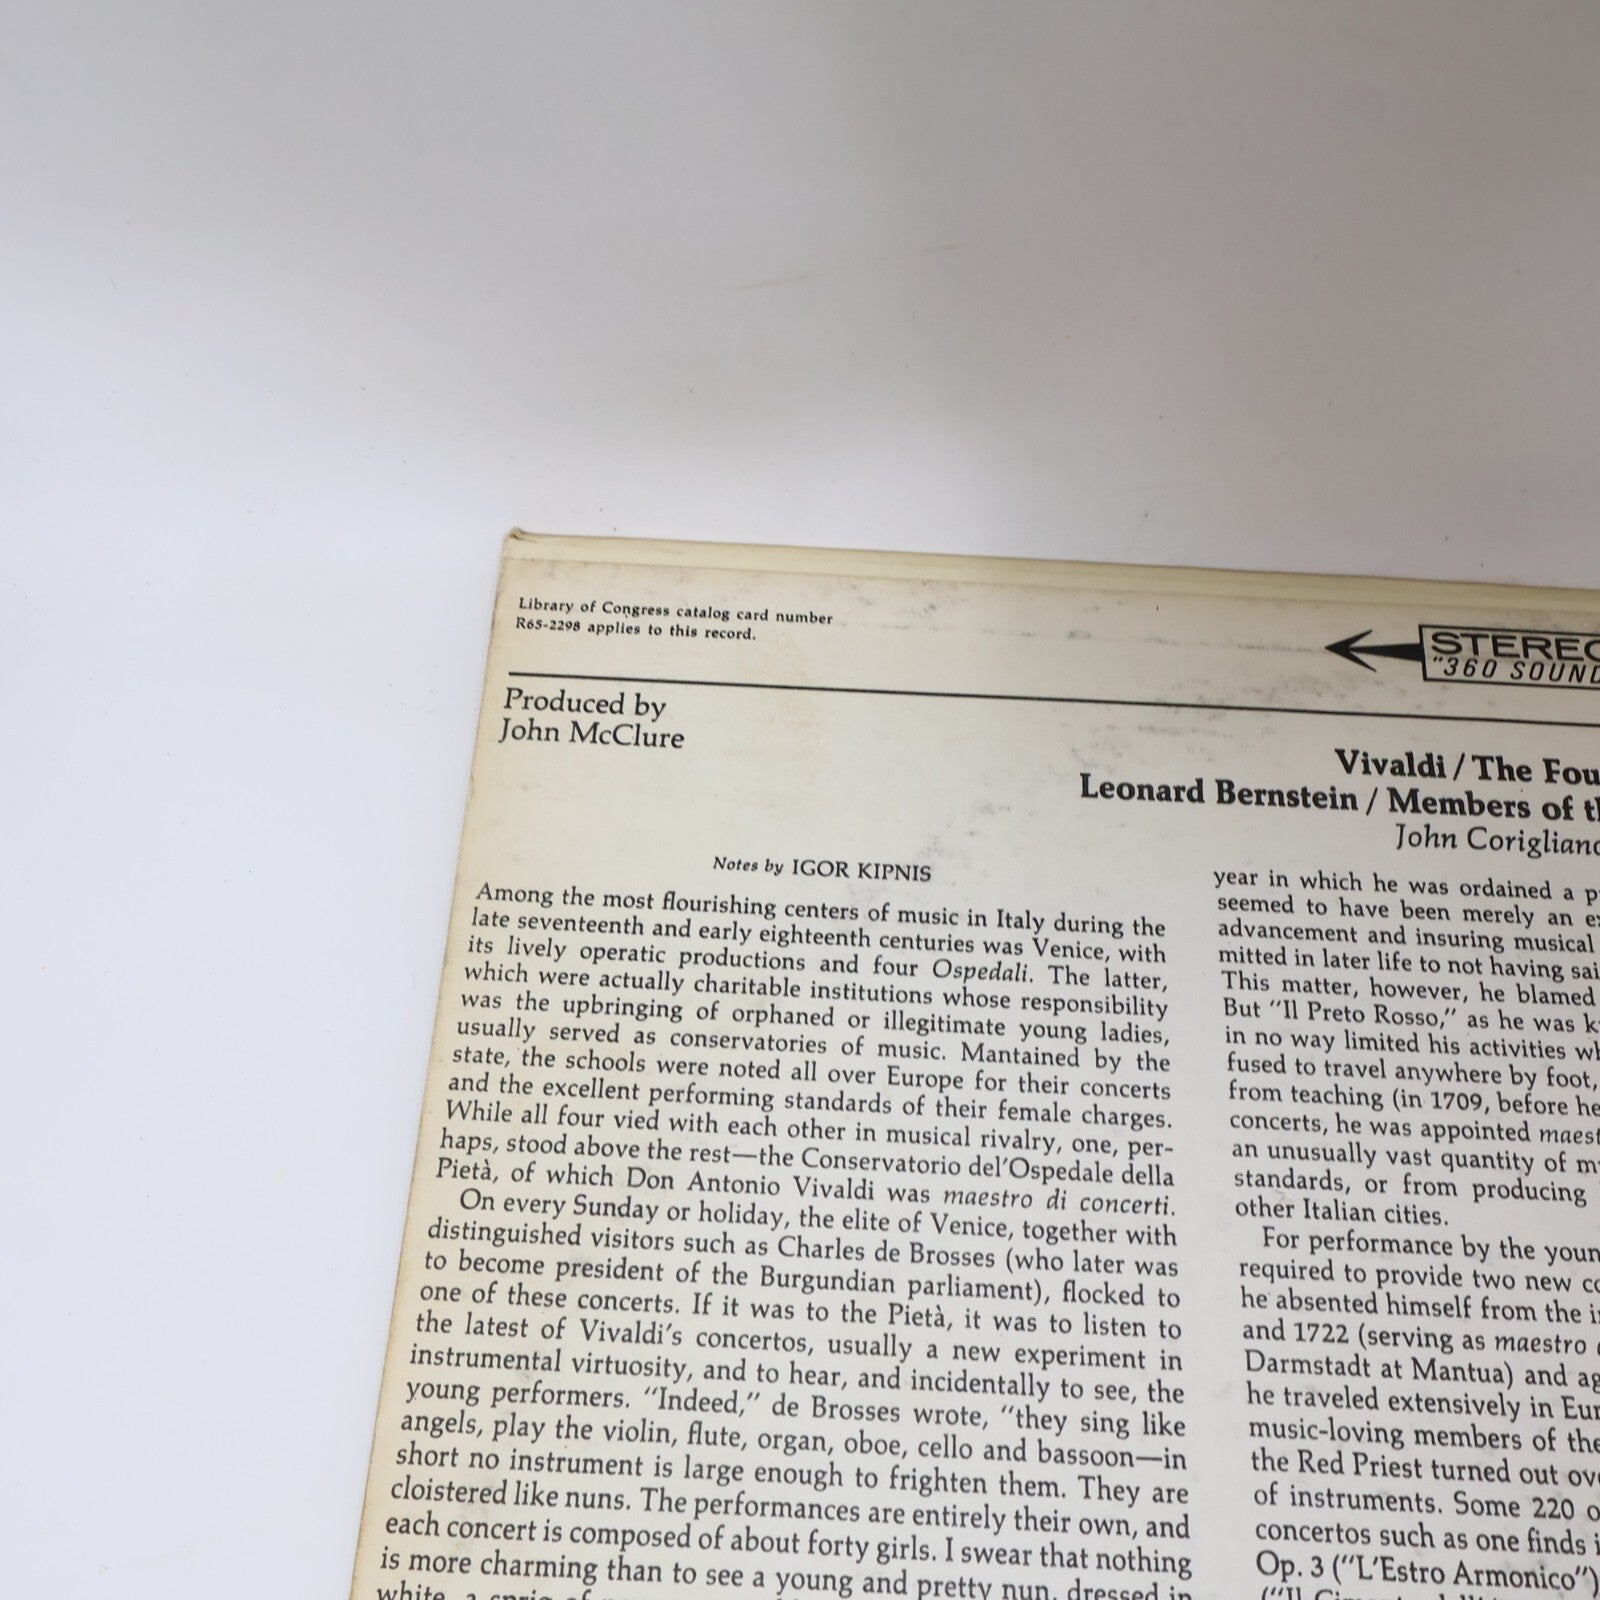 Library of Congress catalog card number
R65-2298 applies to this record.
STEREO
"360 SOUND
Produced by
John McClure
Vivaldi / The Fou
Leonard Bernstein / Members of th
John Corigliano
Notes by IGOR KIPNIS
Among the most flourishing centers of music in Italy during the
late seventeenth and early eighteenth centuries was Venice, with
its lively operatic productions and four Ospedali. The latter,
which were actually charitable institutions whose responsibility
was the upbringing of orphaned or illegitimate young ladies,
usually served as conservatories of music. Mantained by the
state, the schools were noted all over Europe for their concerts
and the excellent performing standards of their female charges.
While all four vied with each other in musical rivalry, one, per-
haps, stood above the rest—the Conservatorio del'Ospedale della
Pietà, of which Don Antonio Vivaldi was maestro di concerti.
On every Sunday or holiday, the elite of Venice, together with
distinguished visitors such as Charles de Brosses (who later was
to become president of the Burgundian parliament), flocked to
one of these concerts. If it was to the Pietà, it was to listen to
the latest of Vivaldi's concertos, usually a new experiment in
instrumental virtuosity, and to hear, and incidentally to see, the
young performers. "Indeed," de Brosses wrote, "they sing like
angels, play the violin, flute, organ, oboe, cello and bassoon—in
short no instrument is large enough to frighten them. They are
cloistered like nuns. The performances are entirely their own, and
each concert is composed of about forty girls. I swear that nothing
is more charming than to see a young and pretty nun, dressed in
white, a sprig of
year in which he was ordained a p
seemed to have been merely an e
advancement and insuring musical
mitted in later life to not having sai
This matter, however, he blamed
But "Il Preto Rosso," as he was k
in no way limited his activities wh
fused to travel anywhere by foot,
from teaching (in 1709, before he
concerts, he was appointed maest
an unusually vast quantity of m
standards, or from producing
other Italian cities.
For performance by the youn
required to provide two new co
he absented himself from the i
and 1722 (serving as maestro
Darmstadt at Mantua) and ag
he traveled extensively in Eur
music-loving members of the
the Red Priest turned out ov
of instruments. Some 220 o
concertos such as one finds i
Op. 3 ("L'Estro Armonico")